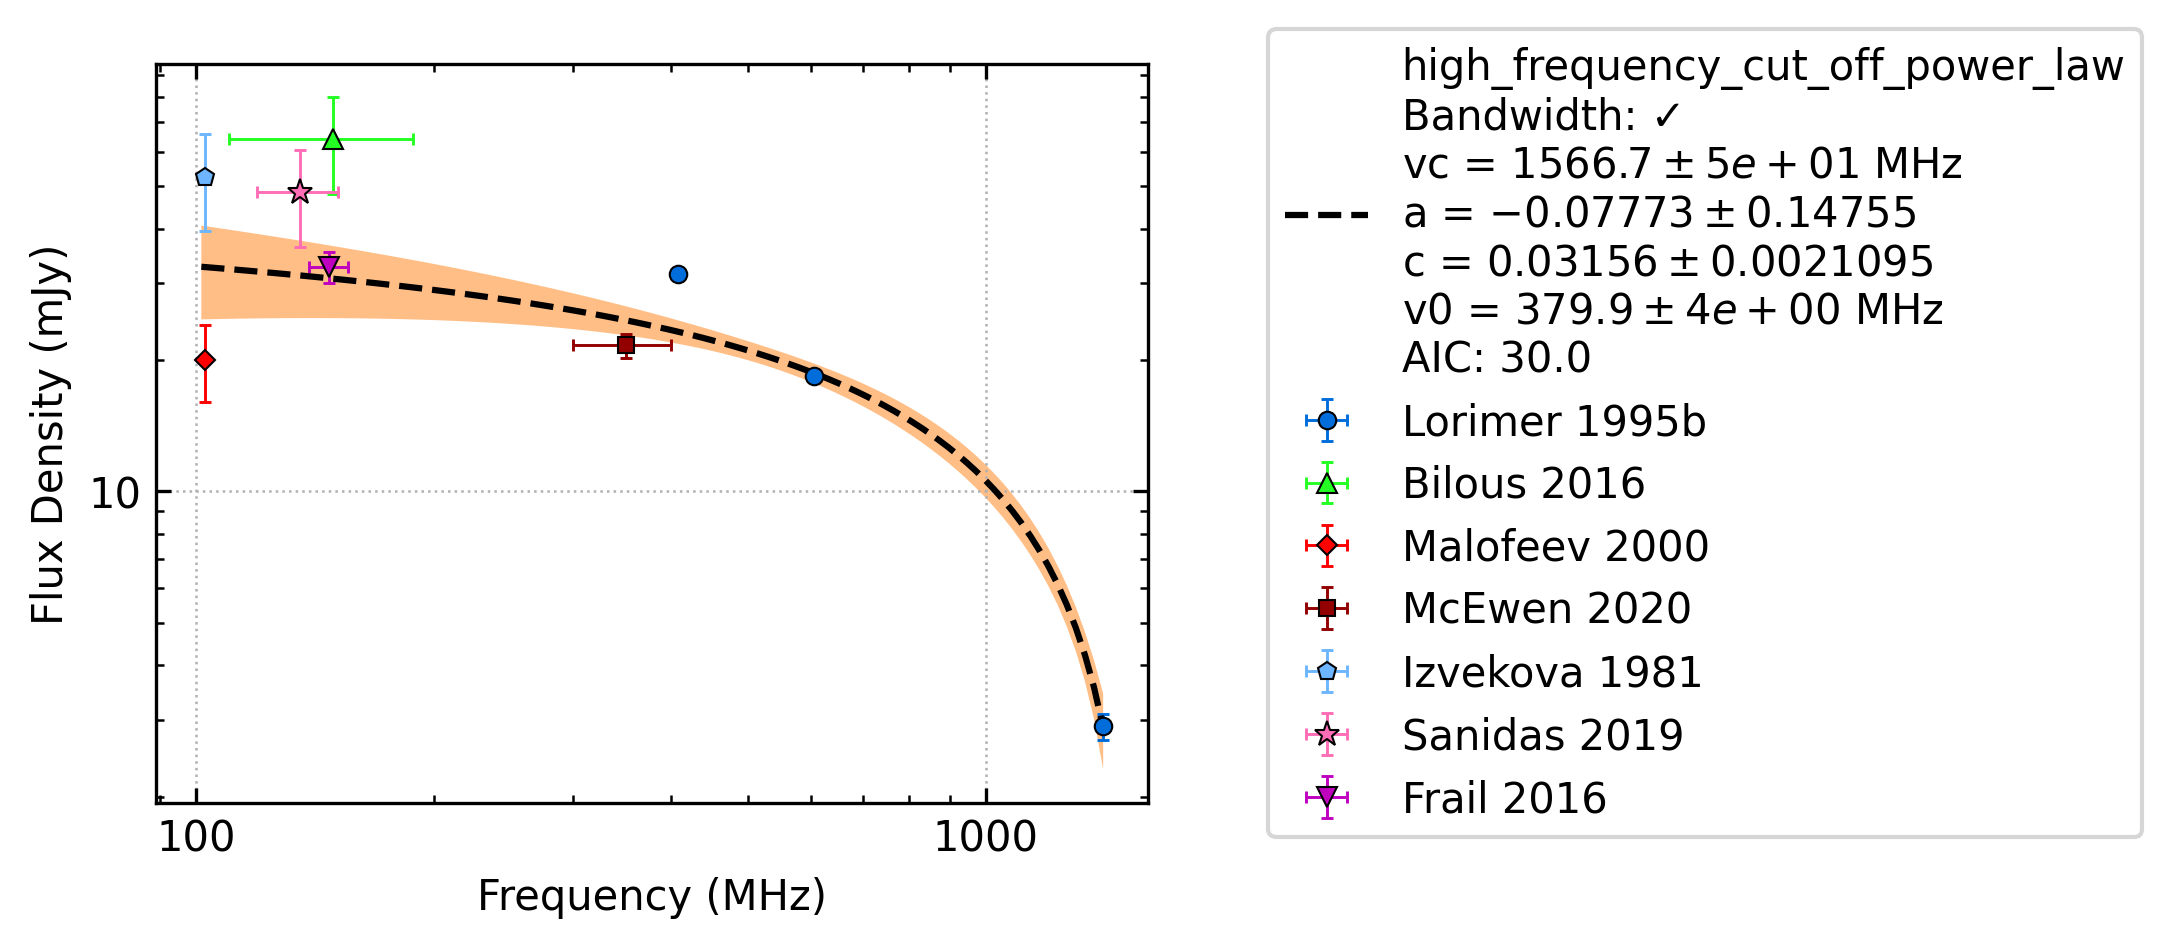 high_frequency_cut_off_power_law
Bandwidth: ✓
vc = 1566.7 ± 5e + 01 MHz
a = −0.07773 ± 0.14755
c = 0.03156 ± 0.0021095
v0 = 379.9 ± 4e + 00 MHz
AIC: 30.0
Lorimer 1995b
Bilous 2016
Malofeev 2000
McEwen 2020
Izvekova 1981
Sanidas 2019
Frail 2016
Flux Density (mJy)
10
100
1000
Frequency (MHz)